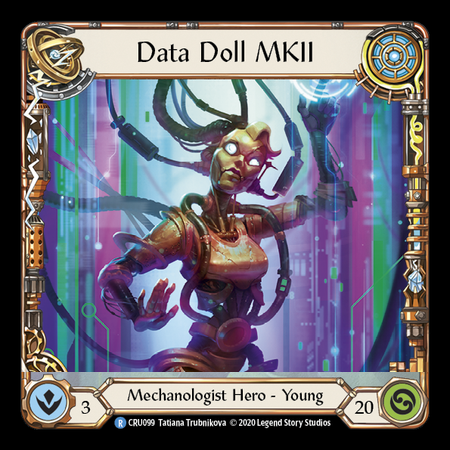 Data Doll MKII
3
Mechanologist Hero - Young
20
R CRU099 Tatiana Trubnikova © 2020 Legend Story Studios